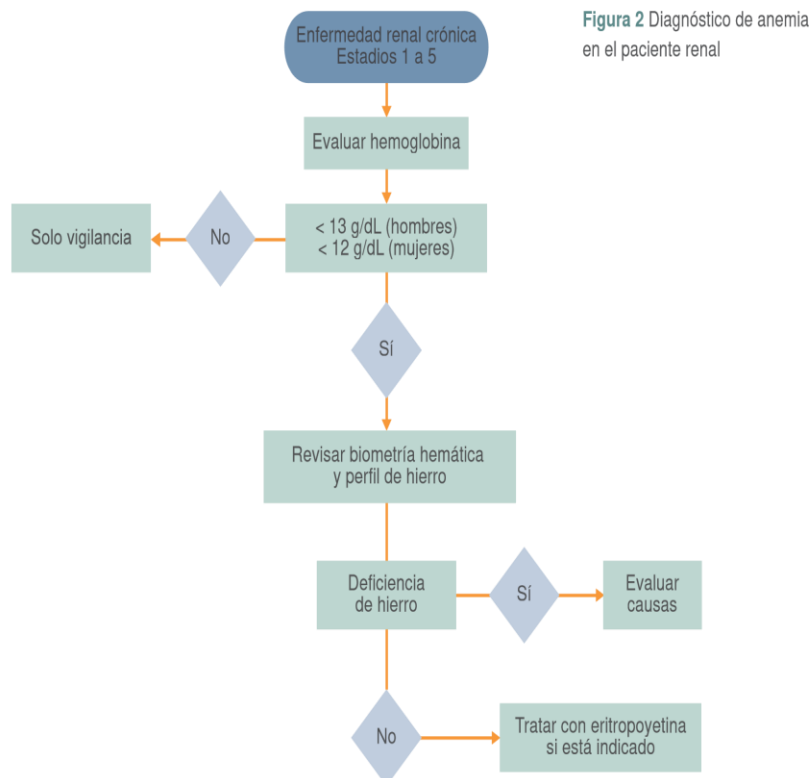 Enfermedad renal crónica
Estadios 1 a 5
Figura 2 Diagnóstico de anemia
en el paciente renal
Evaluar hemoglobina
Solo vigilancia
No
< 13 g/dL (hombres)
< 12 g/dL (mujeres)
Sí
Revisar biometría hemática
y perfil de hierro
Deficiencia
de hierro
Sí
Evaluar
causas
No
Tratar con eritropoyetina
si está indicado